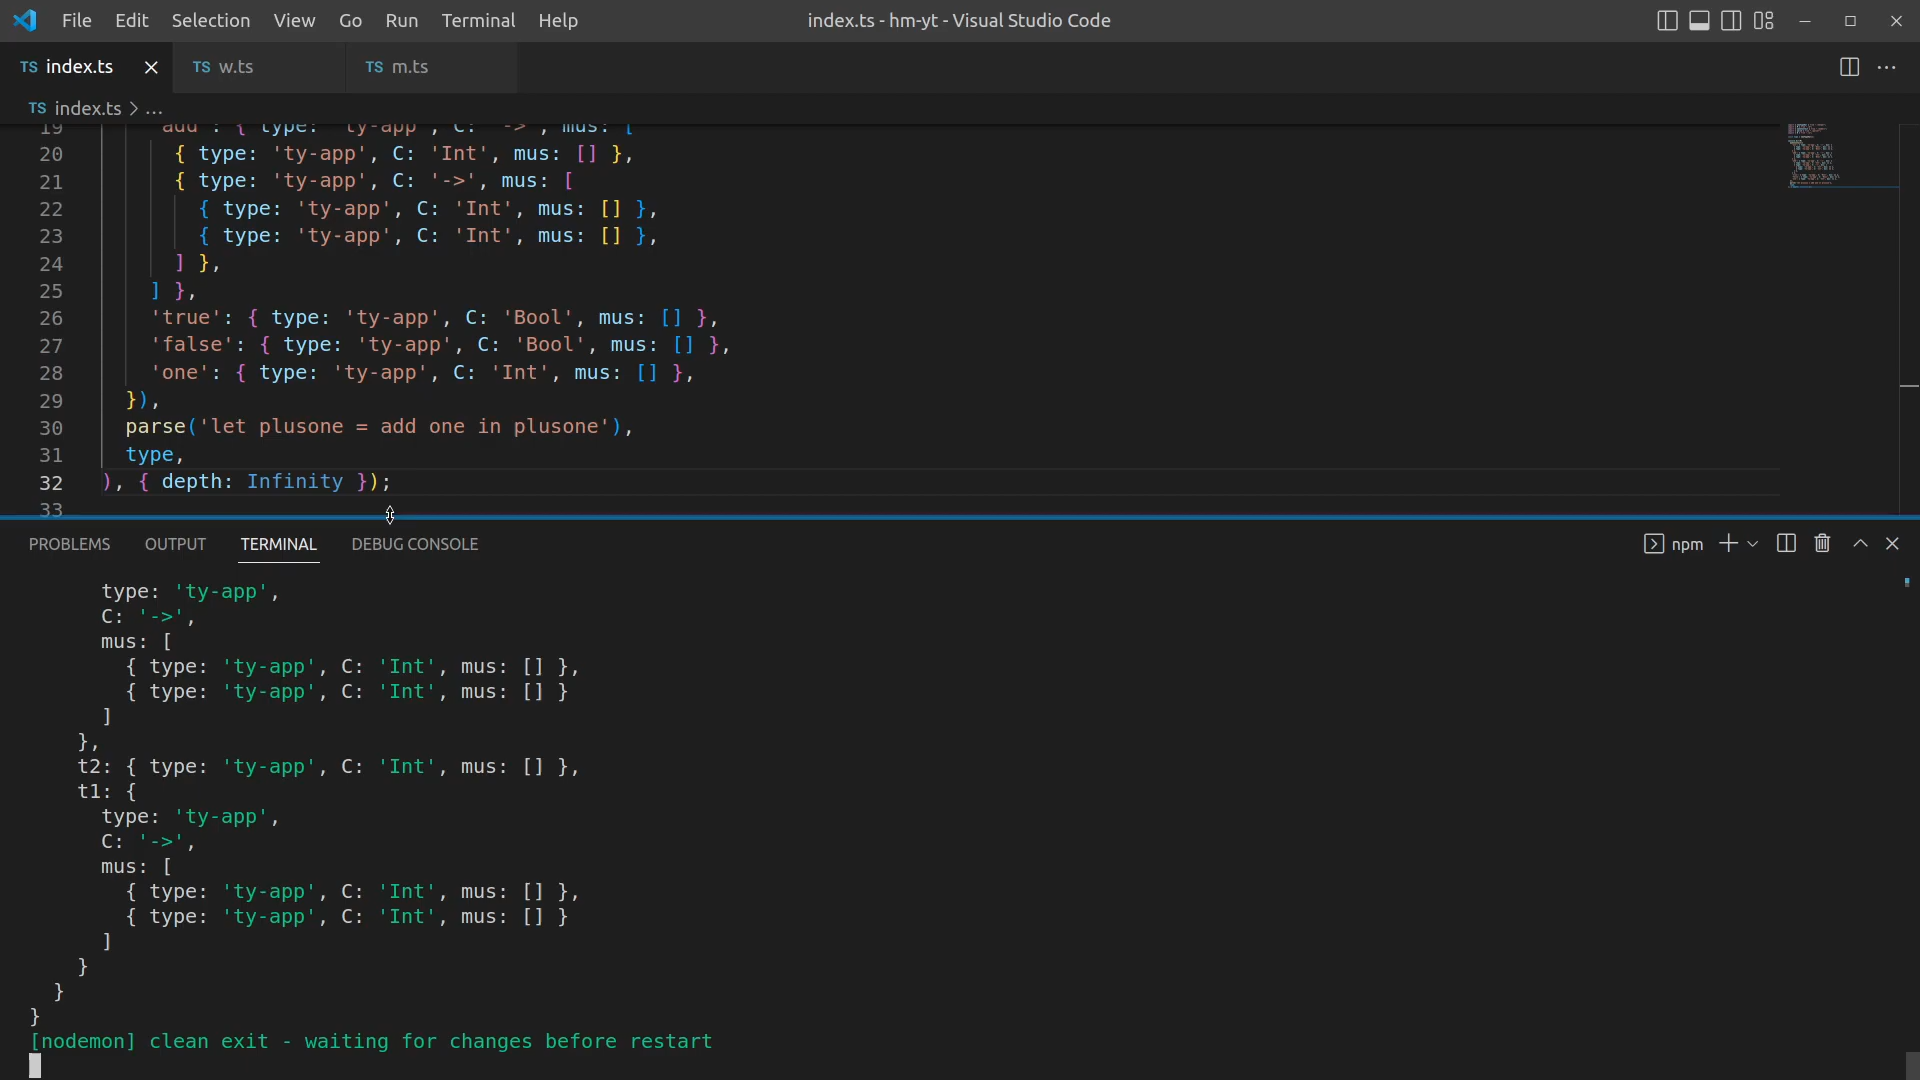 File Edit Selection View Go Run Terminal Help
index.ts - hm-yt - Visual Studio Code
TS index.ts TS w.ts TS m.ts
TS index.ts > ...
19 'add': { type: 'ty-app', C: '->', mus: [
20 { type: 'ty-app', C: 'Int', mus: [] },
21 { type: 'ty-app', C: '->', mus: [
22 { type: 'ty-app', C: 'Int', mus: [] },
23 { type: 'ty-app', C: 'Int', mus: [] },
24 ] },
25 ] },
26 'true': { type: 'ty-app', C: 'Bool', mus: [] },
27 'false': { type: 'ty-app', C: 'Bool', mus: [] },
28 'one': { type: 'ty-app', C: 'Int', mus: [] },
29 }),
30 parse('let plusone = add one in plusone'),
31 type,
32 ), { depth: Infinity });
33
PROBLEMS OUTPUT TERMINAL DEBUG CONSOLE
npm
type: 'ty-app',
C: '->',
mus: [
{ type: 'ty-app', C: 'Int', mus: [] },
{ type: 'ty-app', C: 'Int', mus: [] }
]
},
t2: { type: 'ty-app', C: 'Int', mus: [] },
t1: {
type: 'ty-app',
C: '->',
mus: [
{ type: 'ty-app', C: 'Int', mus: [] },
{ type: 'ty-app', C: 'Int', mus: [] }
]
}
}
}
[nodemon] clean exit - waiting for changes before restart